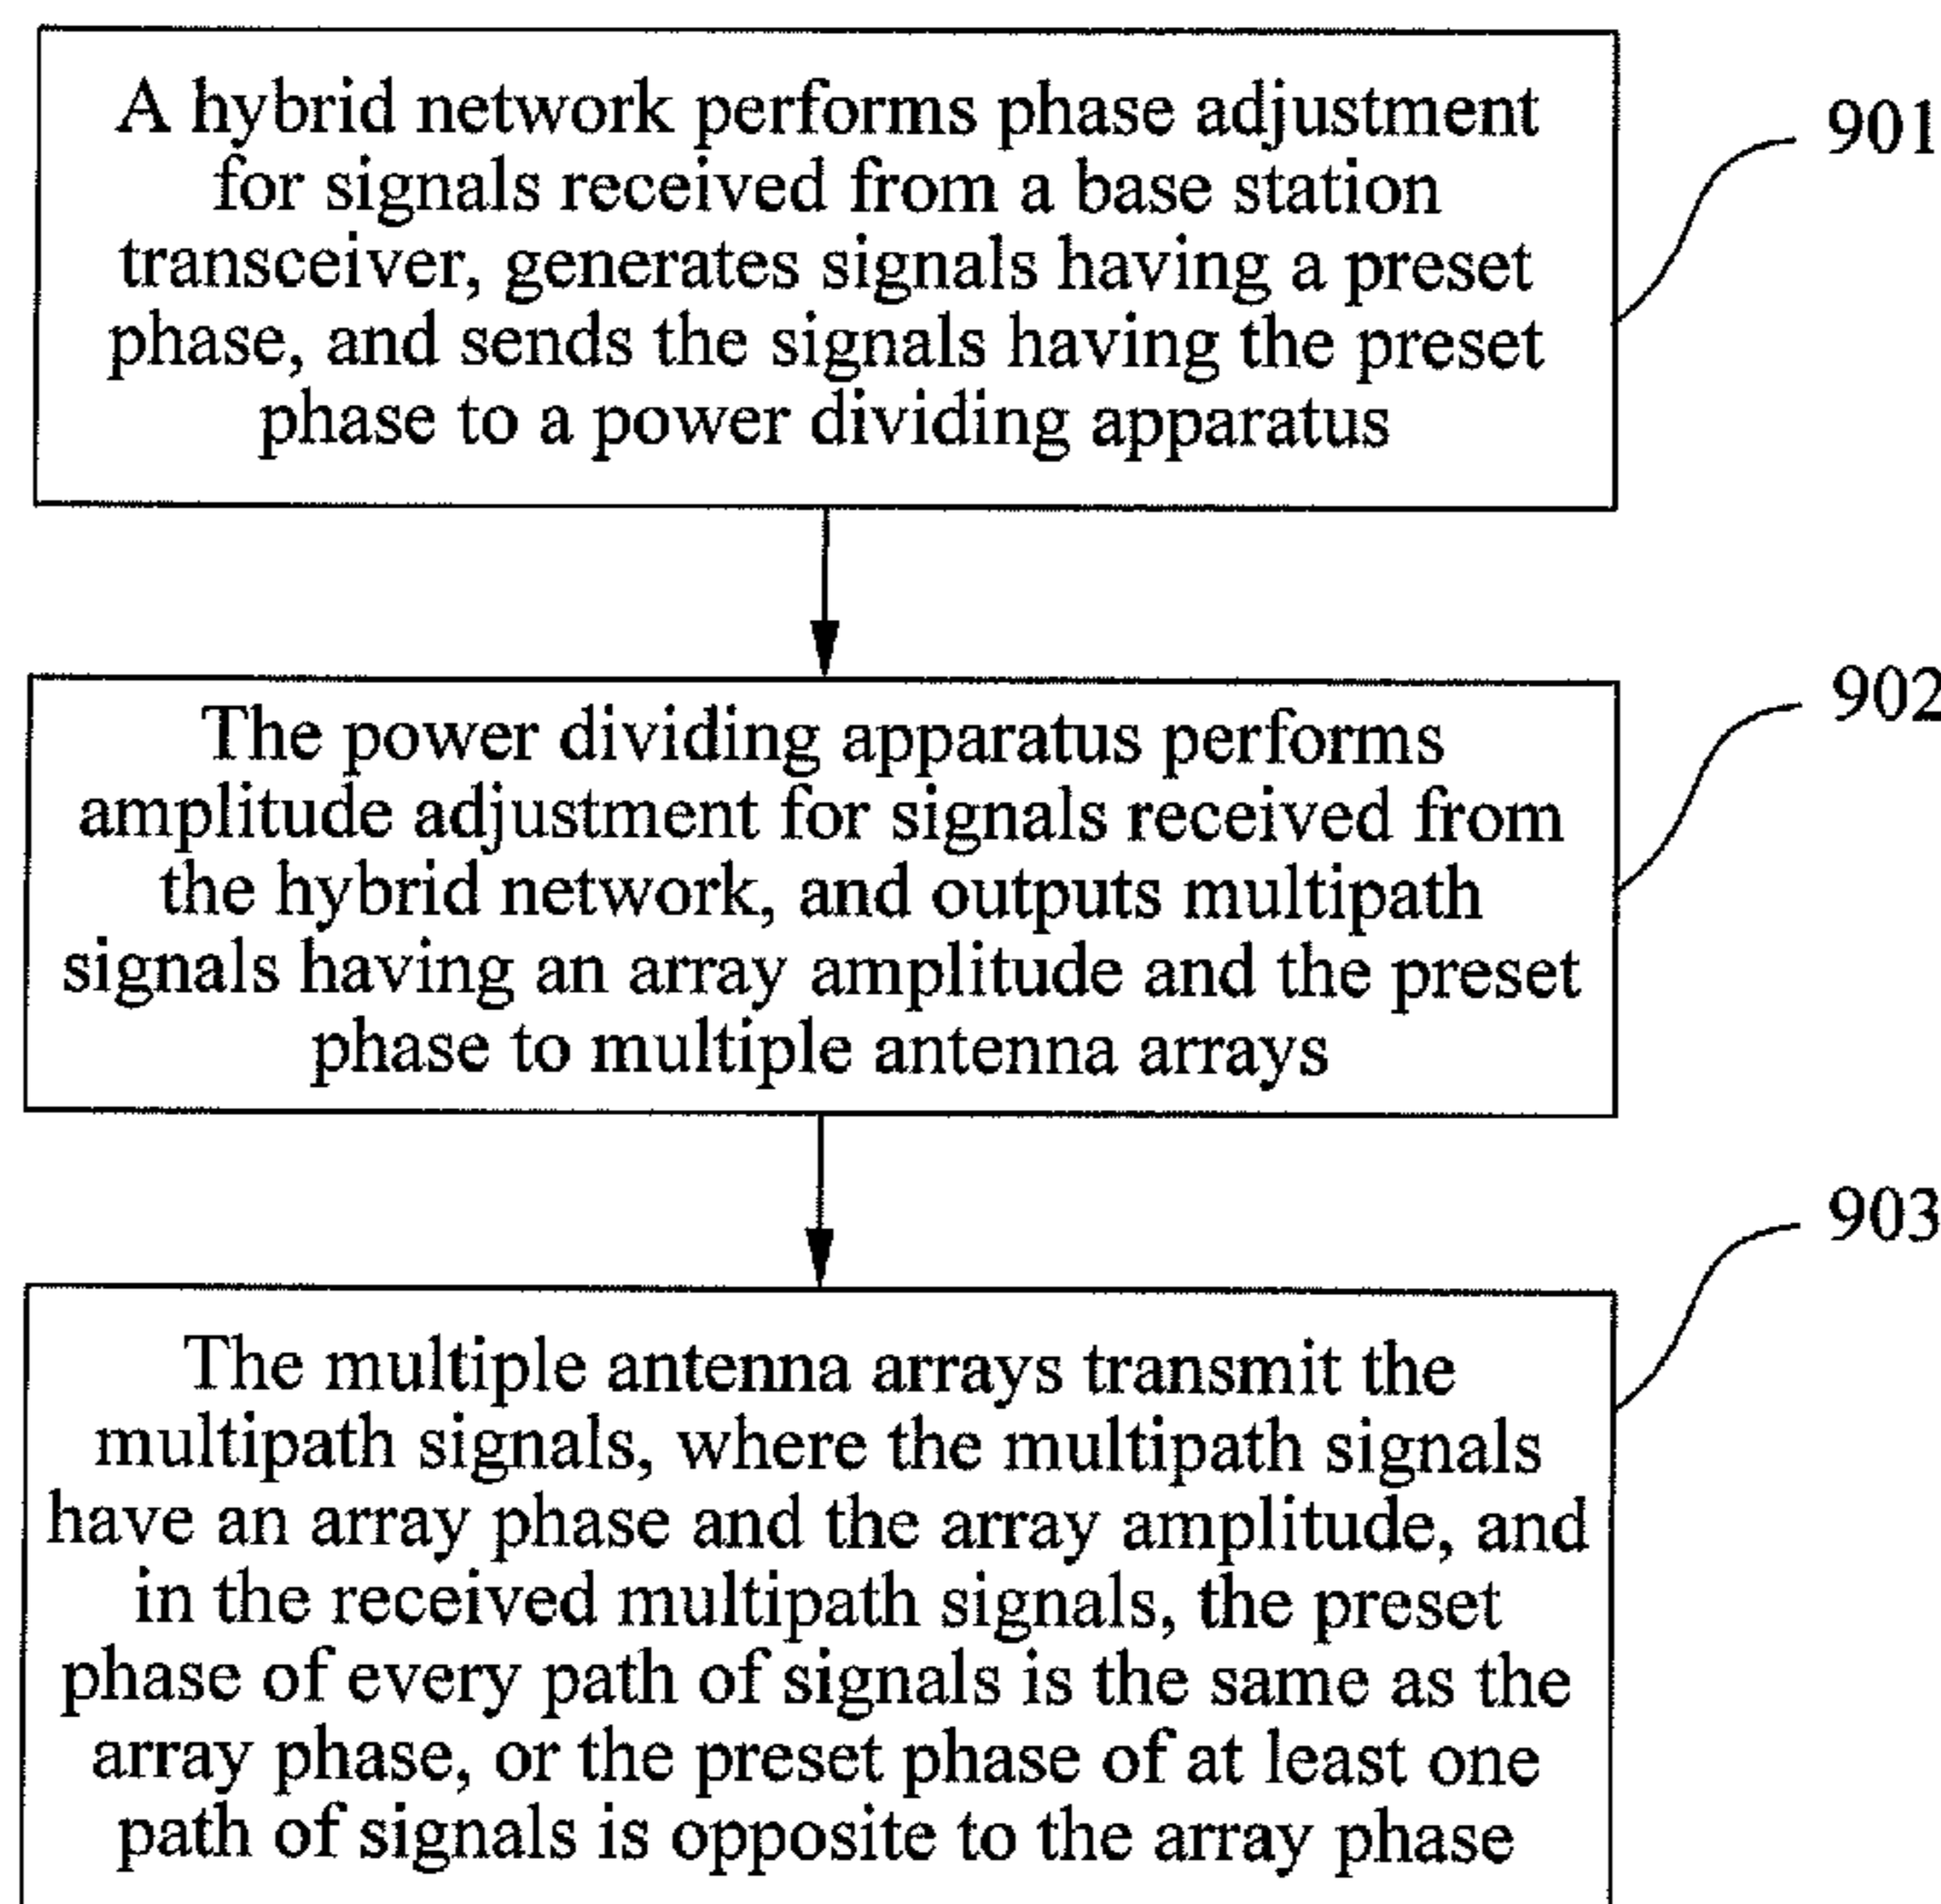 A hybrid network performs phase adjustment
for signals received from a base station
transceiver, generates signals having a preset
phase, and sends the signals having the preset
phase to a power dividing apparatus
901
The power dividing apparatus performs
amplitude adjustment for signals received from
the hybrid network, and outputs multipath
signals having an array amplitude and the preset
phase to multiple antenna arrays
902
The multiple antenna arrays transmit the
multipath signals, where the multipath signals
have an array phase and the array amplitude, and
in the received multipath signals, the preset
phase of every path of signals is the same as the
array phase, or the preset phase of at least one
path of signals is opposite to the array phase
903